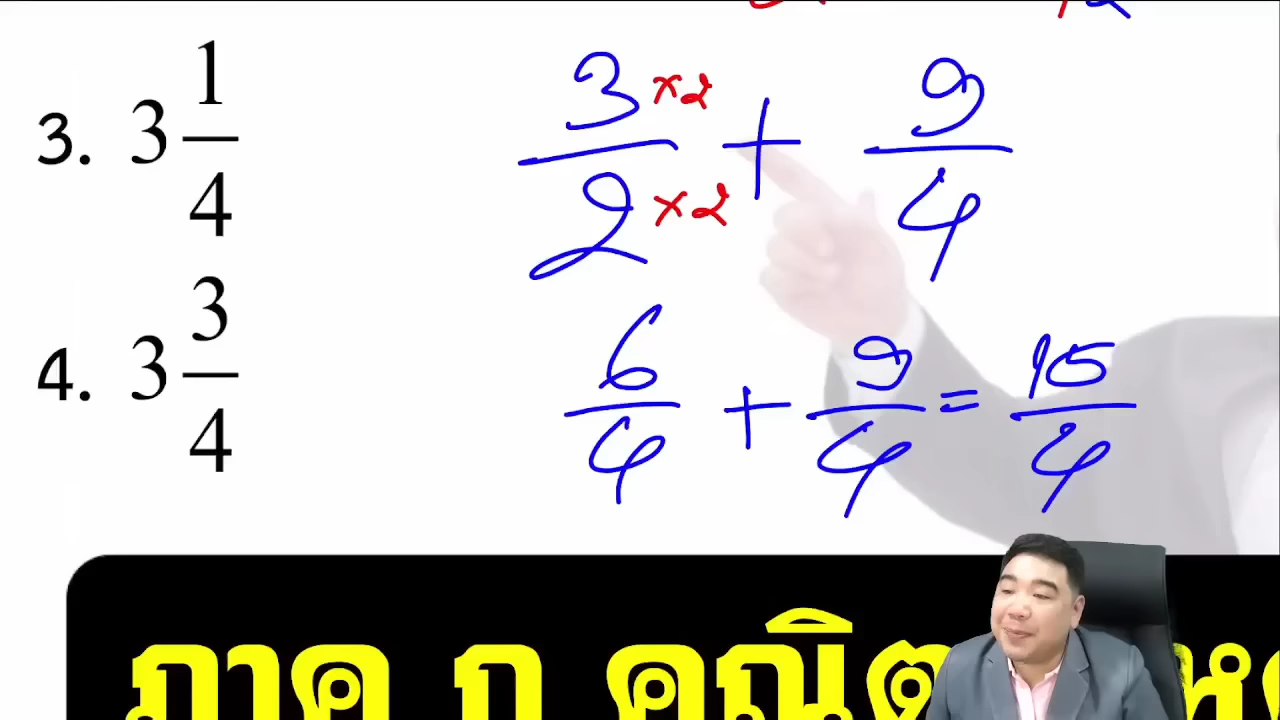 3. 3 1/4
3 ×2 / 2 ×2 + 9/4
4. 3 3/4
6/4 + 9/4 = 15/4
ภาค ก คณิต